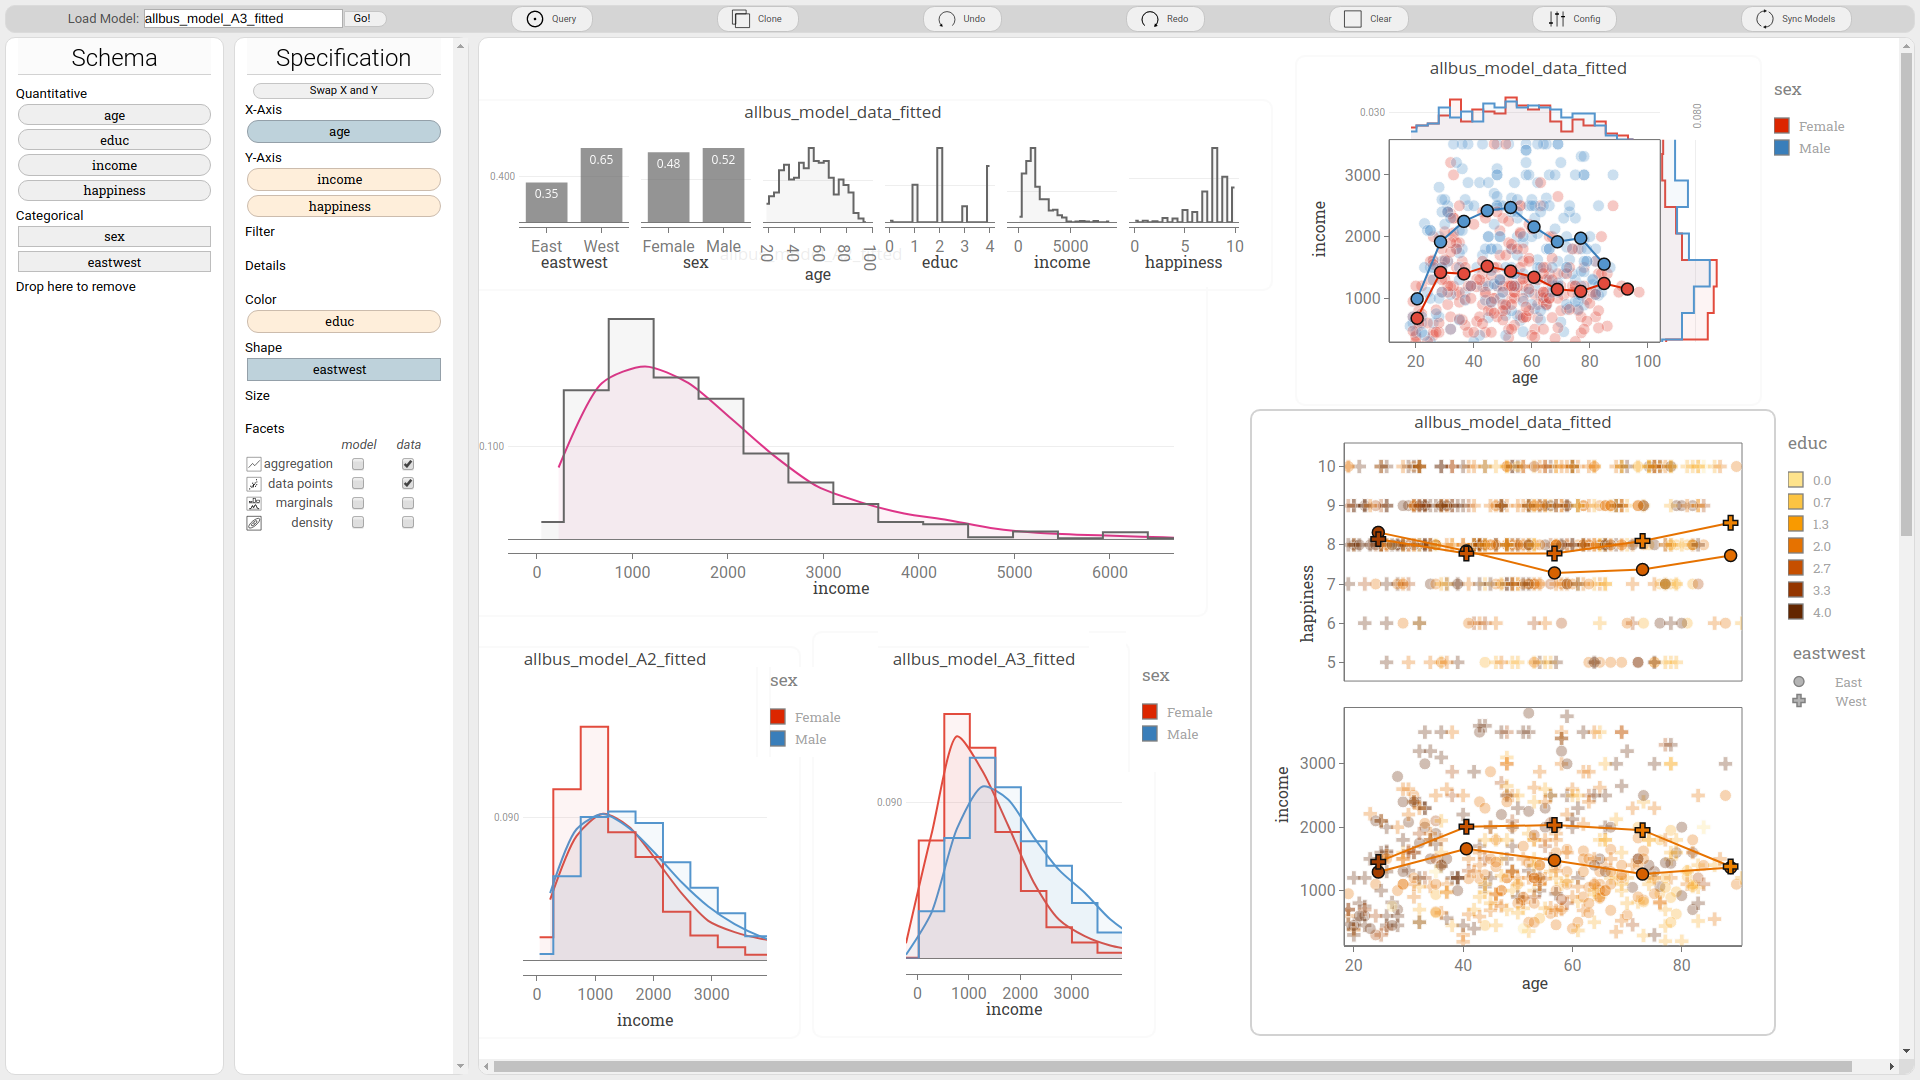 Load Model: allbus_model_A3_fitted Go! Query Clone Undo Redo Clear Config Sync Models
Schema
Quantitative
age
educ
income
happiness
Categorical
sex
eastwest
Drop here to remove
Specification
Swap X and Y
X-Axis
age
Y-Axis
income
happiness
Filter
Details
Color
educ
Shape
eastwest
Size
Facets
model data
aggregation
data points
marginals
density
allbus_model_data_fitted
0.400
0.35 0.65 0.48 0.52
East West Female Male 20 40 60 80 100 0 1 2 3 4 0 5000 0 5 10
eastwest sex age educ income happiness
0.100
0 1000 2000 3000 4000 5000 6000
income
allbus_model_A2_fitted
sex
Female
Male
0.090
0 1000 2000 3000
income
allbus_model_A3_fitted
sex
Female
Male
0.090
0 1000 2000 3000
income
allbus_model_data_fitted
sex
Female
Male
0.030 0.080
3000
2000
1000
income
20 40 60 80 100
age
allbus_model_data_fitted
10
9
8
7
6
5
happiness
3000
2000
1000
income
20 40 60 80
age
educ
0.0
0.7
1.3
2.0
2.7
3.3
4.0
eastwest
East
West